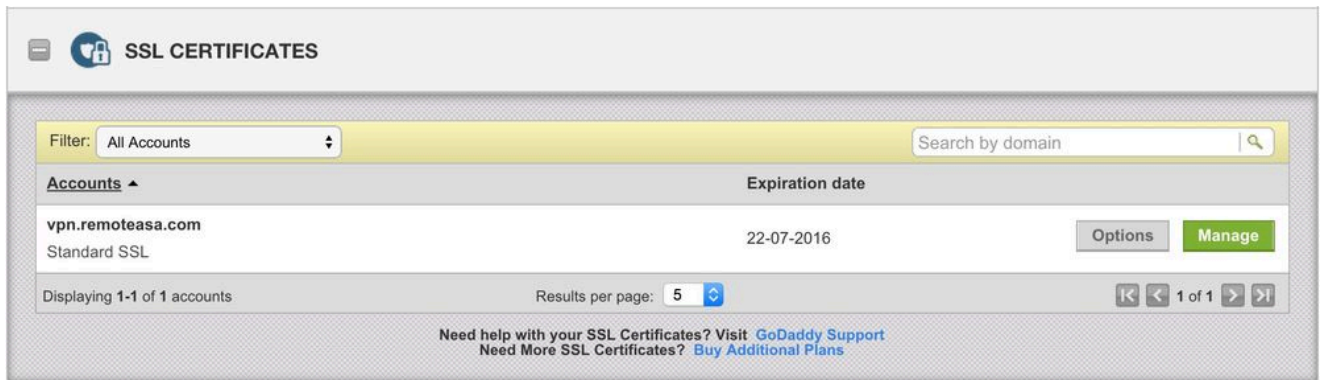 SSL CERTIFICATES
Filter: All Accounts Search by domain
Accounts Expiration date
vpn.remoteasa.com
Standard SSL
22-07-2016 Options Manage
Displaying 1-1 of 1 accounts Results per page: 5 1 of 1
Need help with your SSL Certificates? Visit GoDaddy Support
Need More SSL Certificates? Buy Additional Plans